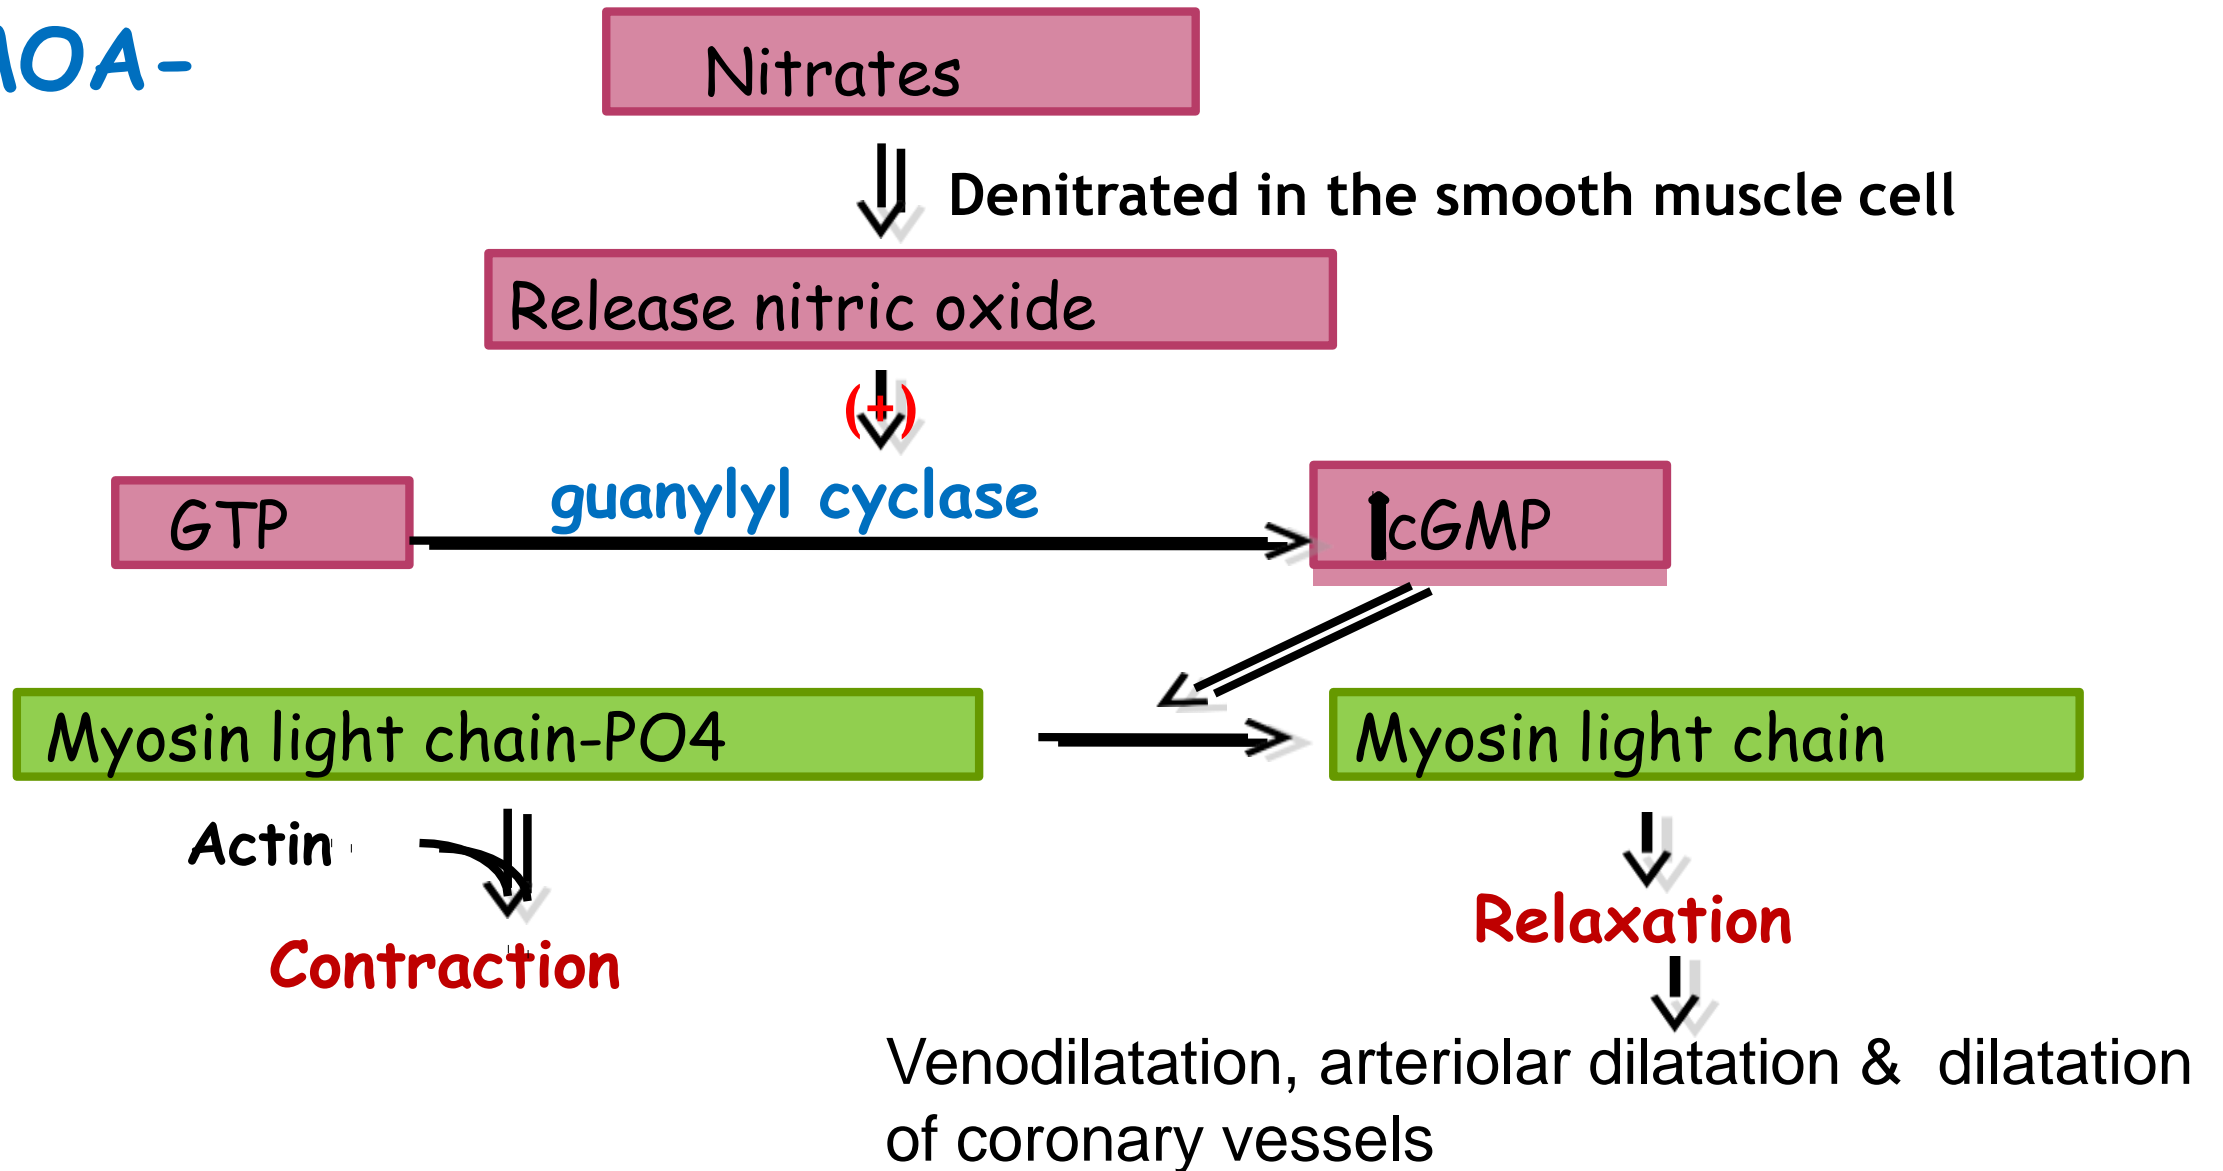 MOA-
Nitrates
Denitrated in the smooth muscle cell
Release nitric oxide
(+)
guanylyl cyclase
GTP
cGMP
Myosin light chain-PO4
Myosin light chain
Actin
Relaxation
Contraction
Venodilatation, arteriolar dilatation & dilatation
of coronary vessels